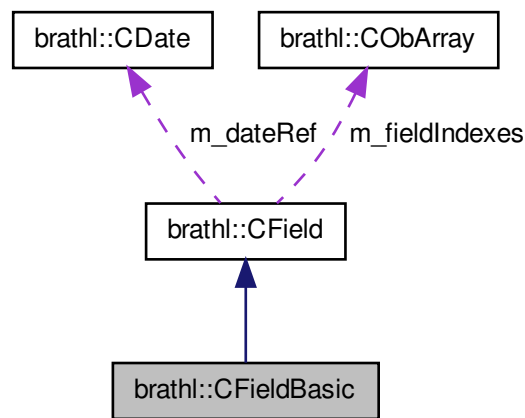 brathl::CDate
brathl::CObArray
m_dateRef
m_fieldIndexes
brathl::CField
brathl::CFieldBasic